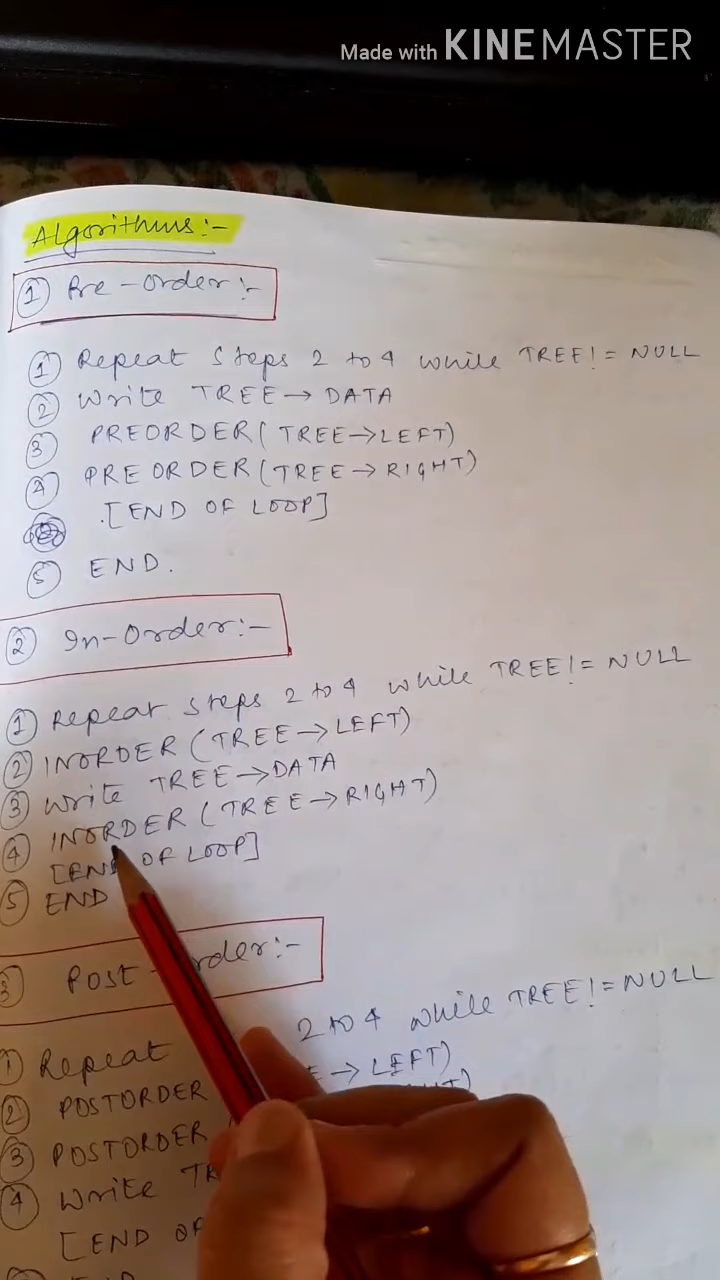 Made with KINEMASTER
Algorithms:-
① Pre-Order:-
① Repeat Steps 2 to 4 while TREE != NULL
② Write TREE → DATA
③ PREORDER (TREE→LEFT)
④ PREORDER (TREE→RIGHT)
[END OF LOOP]
⑤ END.
② In-Order:-
① Repeat steps 2 to 4 while TREE != NULL
② INORDER (TREE→LEFT)
③ Write TREE→DATA
④ INORDER (TREE→RIGHT)
[END OF LOOP]
⑤ END
③ Post Order:-
① Repeat 2 to 4 while TREE != NULL
② POSTORDER → LEFT)
③ POSTORDER
④ Write
[END OF
END